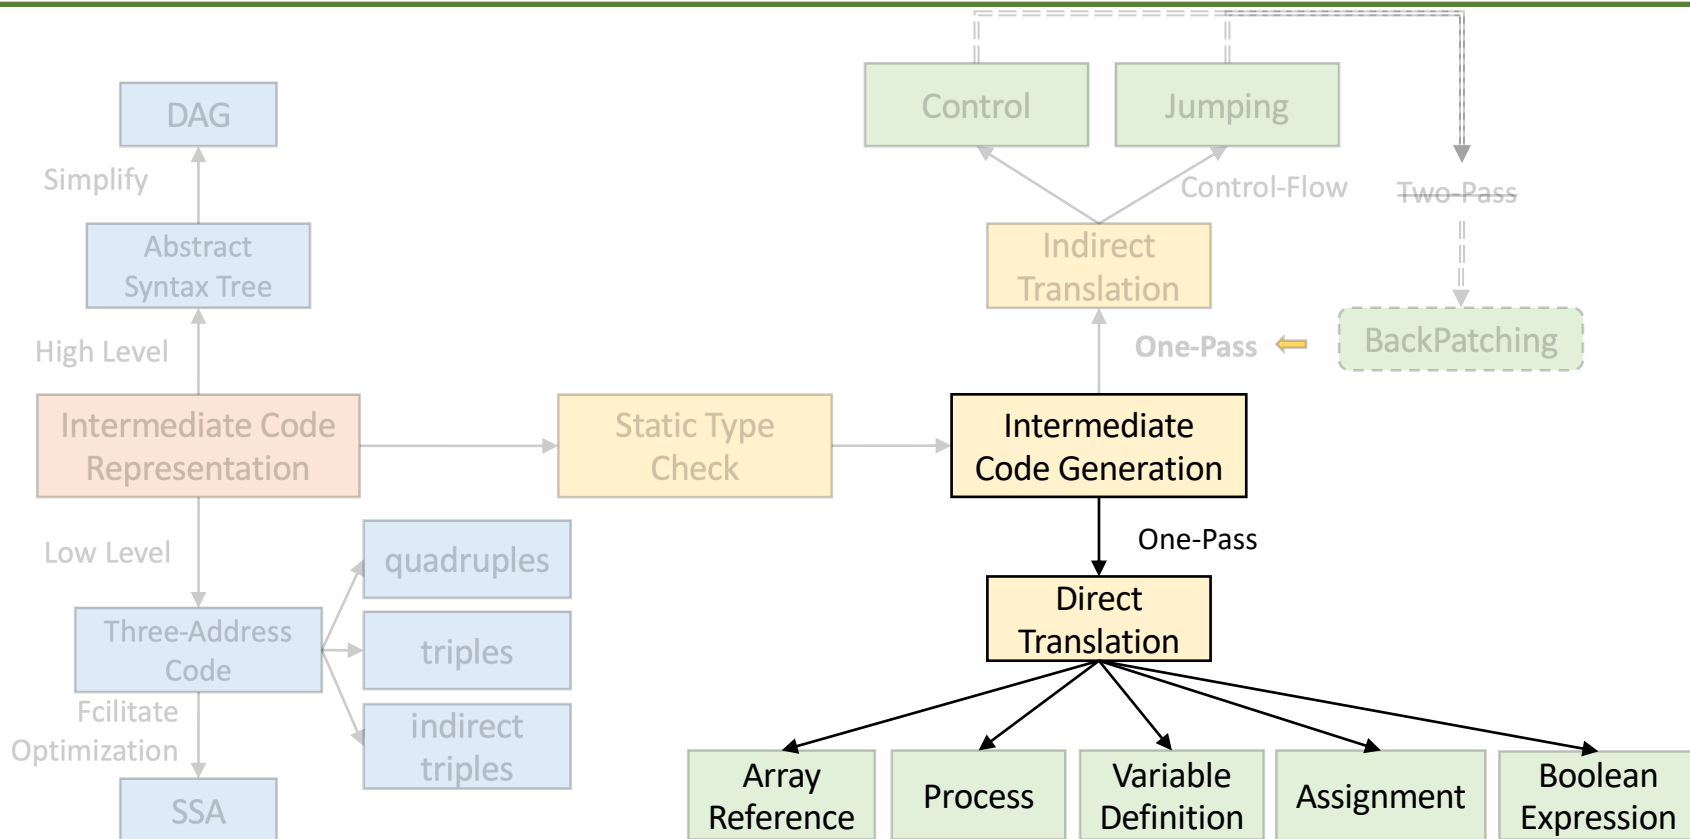 DAG
Control
Jumping
Simplify
Control-Flow
Two-Pass
Abstract
Syntax Tree
Indirect
Translation
High Level
One-Pass
BackPatching
Intermediate Code
Representation
Static Type
Check
Intermediate
Code Generation
Low Level
quadruples
One-Pass
Three-Address
Code
triples
Direct
Translation
Fcilitate
Optimization
indirect
triples
SSA
Array
Reference
Process
Variable
Definition
Assignment
Boolean
Expression